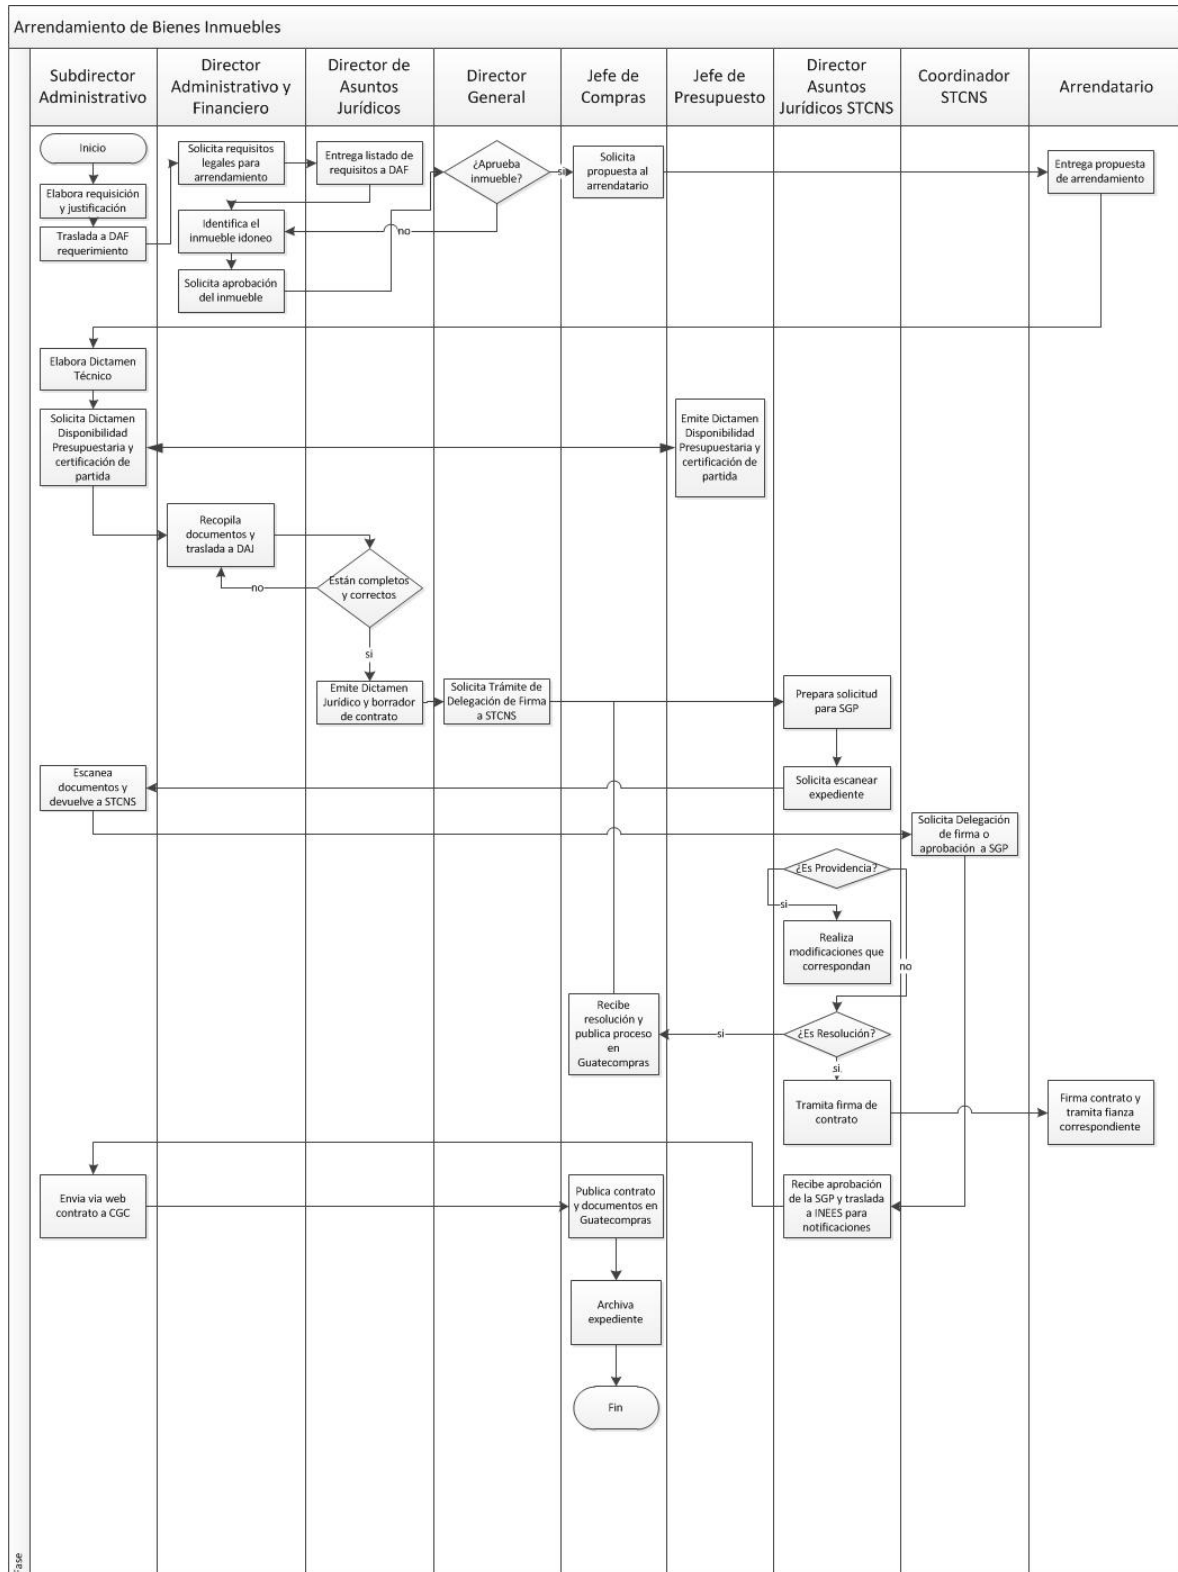 Arrendamiento de Bienes Inmuebles
Subdirector
Administrativo
Director
Administrativo y
Financiero
Director de
Asuntos
Jurídicos
Director
General
Jefe de
Compras
Jefe de
Presupuesto
Director
Asuntos
Jurídicos STCNS
Coordinador
STCNS
Arrendatario
Inicio
Elabora requisición
y justificación
Traslada a DAF
requerimiento
Solicita requisitos
legales para
arrendamiento
Entrega listado de
requisitos a DAF
Identifica el
inmueble idoneo
Solicita aprobación
del inmueble
¿Aprueba
inmueble?
si
no
Solicita
propuesta al
arrendatario
Entrega propuesta
de arrendamiento
Elabora Dictamen
Técnico
Solicita Dictamen
Disponibilidad
Presupuestaria y
certificación de
partida
Emite Dictamen
Disponibilidad
Presupuestaria y
certificación de
partida
Recopila
documentos y
traslada a DAJ
Están completos
y correctos
no
si
Emite Dictamen
Jurídico y borrador
de contrato
Solicita Trámite de
Delegación de Firma
a STCNS
Prepara solicitud
para SGP
Solicita escanear
expediente
Escanea
documentos y
devuelve a STCNS
Solicita Delegación
de firma o
aprobación a SGP
¿Es Providencia?
si
Realiza
modificaciones que
correspondan
no
¿Es Resolución?
si
Recibe
resolución y
publica proceso
en
Guatecompras
si
Tramita firma de
contrato
Firma contrato y
tramita fianza
correspondiente
Recibe aprobación
de la SGP y traslada
a INEES para
notificaciones
Envia via web
contrato a CGC
Publica contrato
y documentos en
Guatecompras
Archiva
expediente
Fin
Fase